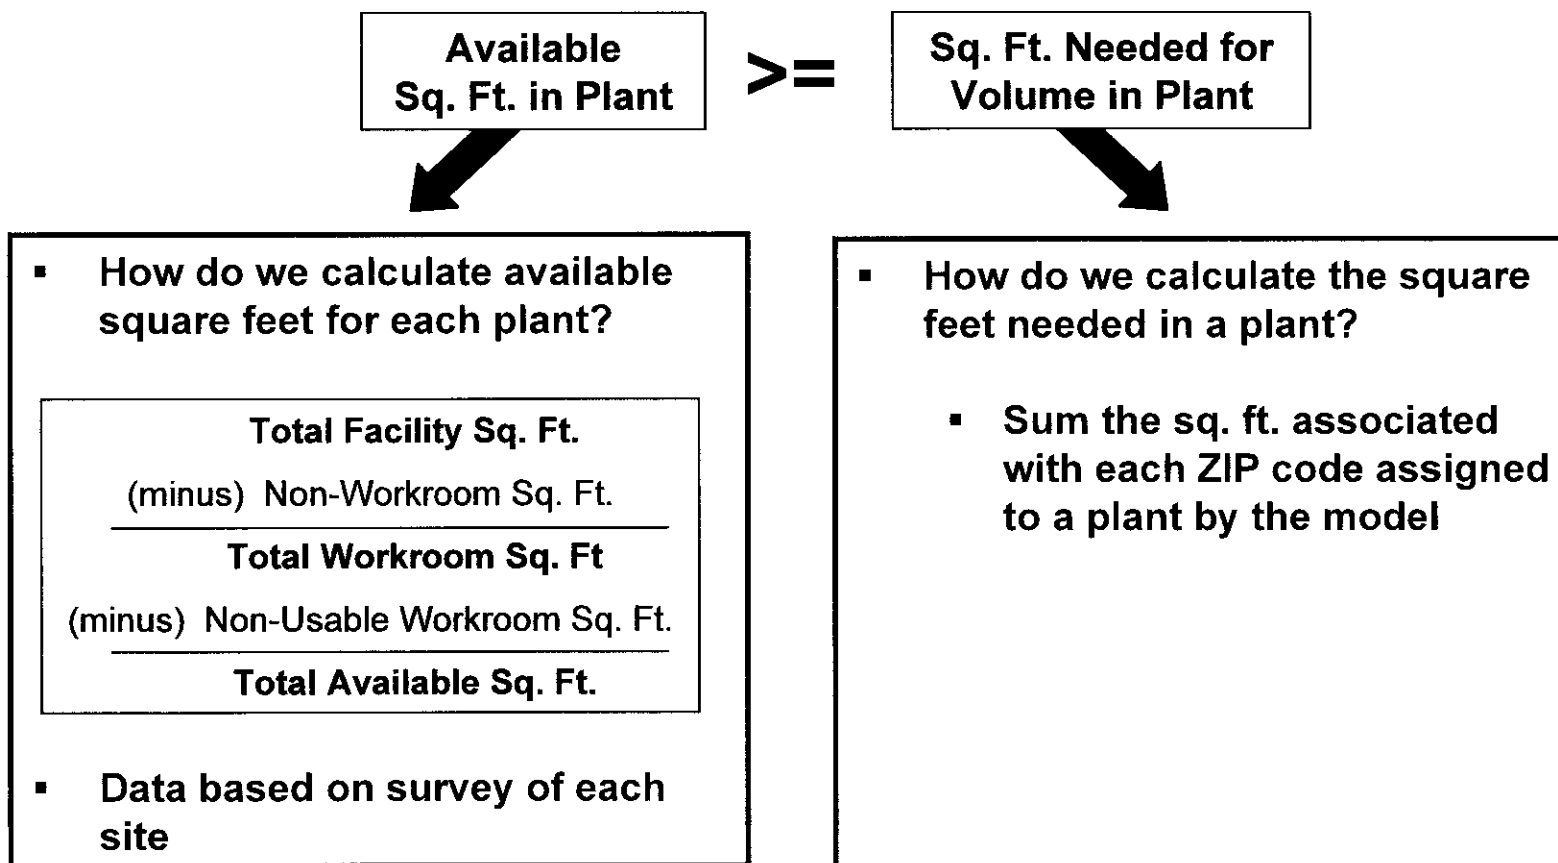 Available
Sq. Ft. in Plant
>=
Sq. Ft. Needed for
Volume in Plant
▪ How do we calculate available
square feet for each plant?
Total Facility Sq. Ft.
(minus) Non-Workroom Sq. Ft.
Total Workroom Sq. Ft
(minus) Non-Usable Workroom Sq. Ft.
Total Available Sq. Ft.
▪ Data based on survey of each
site
▪ How do we calculate the square
feet needed in a plant?
▪ Sum the sq. ft. associated
with each ZIP code assigned
to a plant by the model